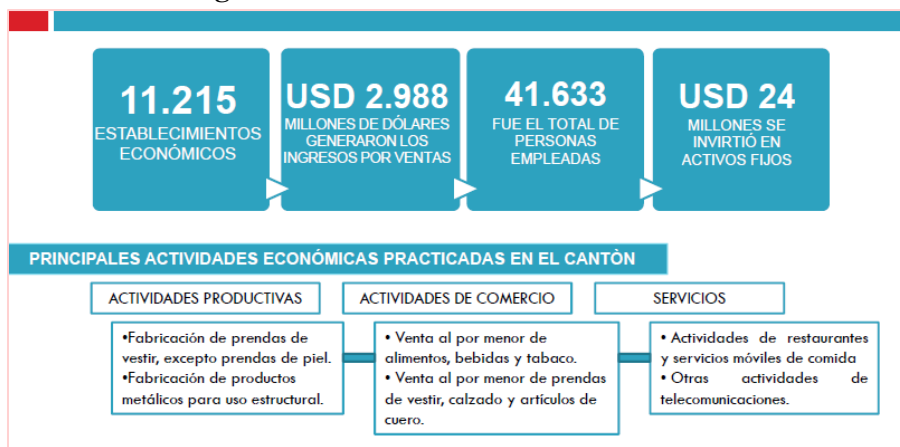 11.215
ESTABLECIMIENTOS
ECONÓMICOS
USD 2.988
MILLONES DE DÓLARES
GENERARON LOS
INGRESOS POR VENTAS
41.633
FUE EL TOTAL DE
PERSONAS
EMPLEADAS
USD 24
MILLONES SE
INVIRTIÓ EN
ACTIVOS FIJOS
PRINCIPALES ACTIVIDADES ECONÓMICAS PRACTICADAS EN EL CANTÒN
ACTIVIDADES PRODUCTIVAS
•Fabricación de prendas de
vestir, excepto prendas de piel.
•Fabricación de productos
metálicos para uso estructural.
ACTIVIDADES DE COMERCIO
• Venta al por menor de
alimentos, bebidas y tabaco.
• Venta al por menor de prendas
de vestir, calzado y artículos de
cuero.
SERVICIOS
• Actividades de restaurantes
y servicios móviles de comida
• Otras actividades de
telecomunicaciones.